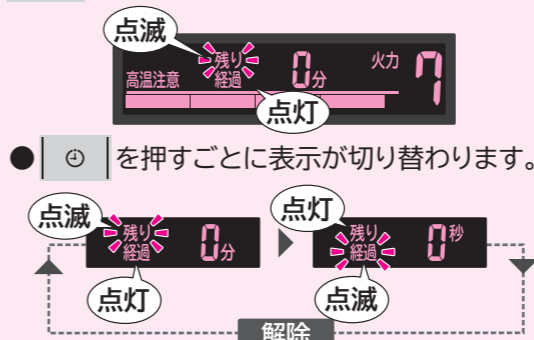 点滅
高温注意 残り 0分 火力 7
経過
点灯
● を押すごとに表示が切り替わります。
点滅 点灯
残り 0分 残り 0秒
経過 経過
点灯 点滅
解除